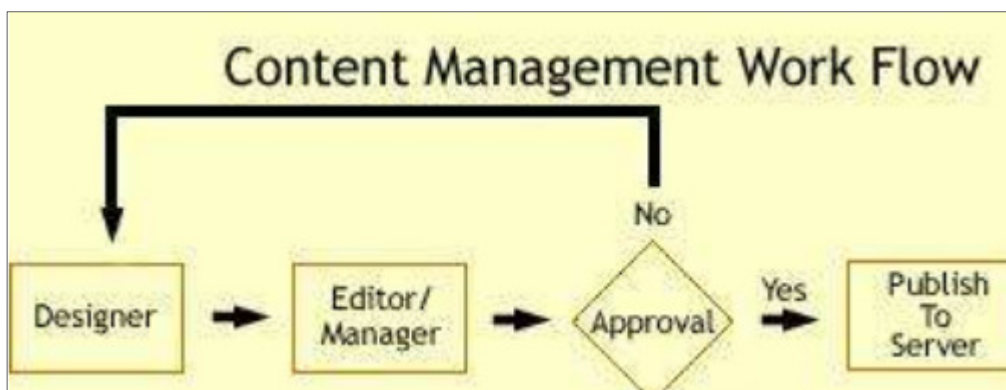 Content Management Work Flow
No
Designer
Editor/
Manager
Approval
Yes
Publish
To
Server